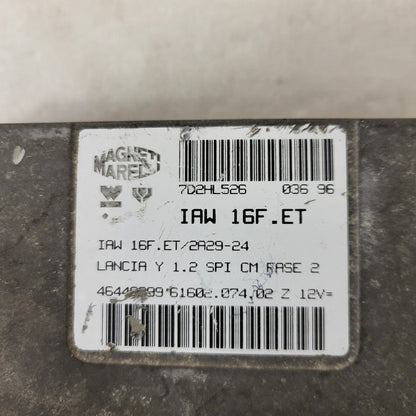 MAGNETI
MARELLI
7D2HL526 036 96
IAW 16F.ET
IAW 16F.ET/2A29-24
LANCIA Y 1.2 SPI CM FASE 2
61602.074.02 Z 12V=